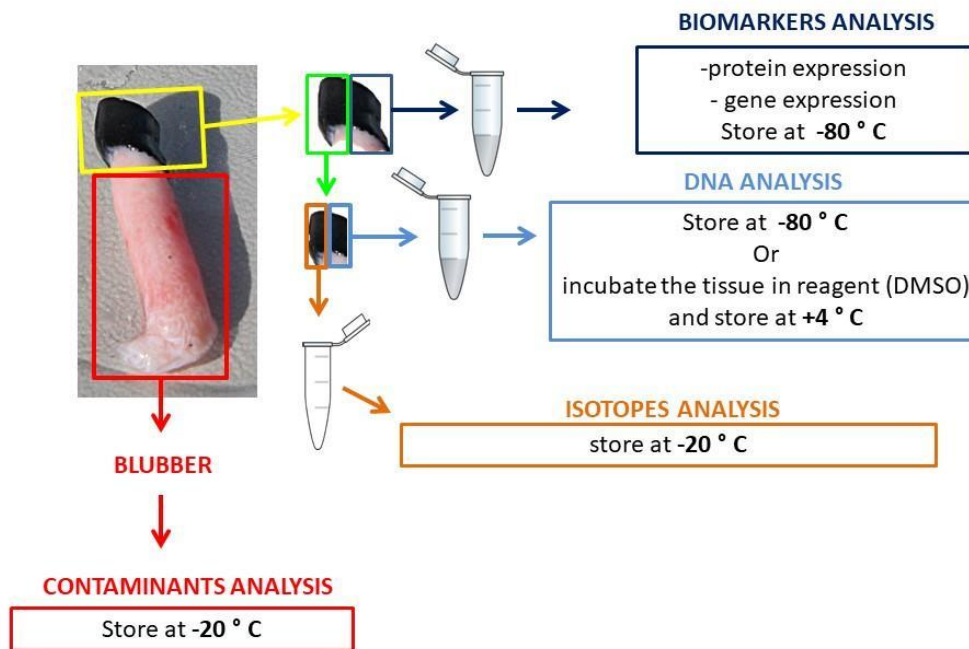 BIOMARKERS ANALYSIS
-protein expression
- gene expression
Store at -80 ° C
DNA ANALYSIS
Store at -80 ° C
Or
incubate the tissue in reagent (DMSO)
and store at +4 ° C
ISOTOPES ANALYSIS
store at -20 ° C
BLUBBER
CONTAMINANTS ANALYSIS
Store at -20 ° C